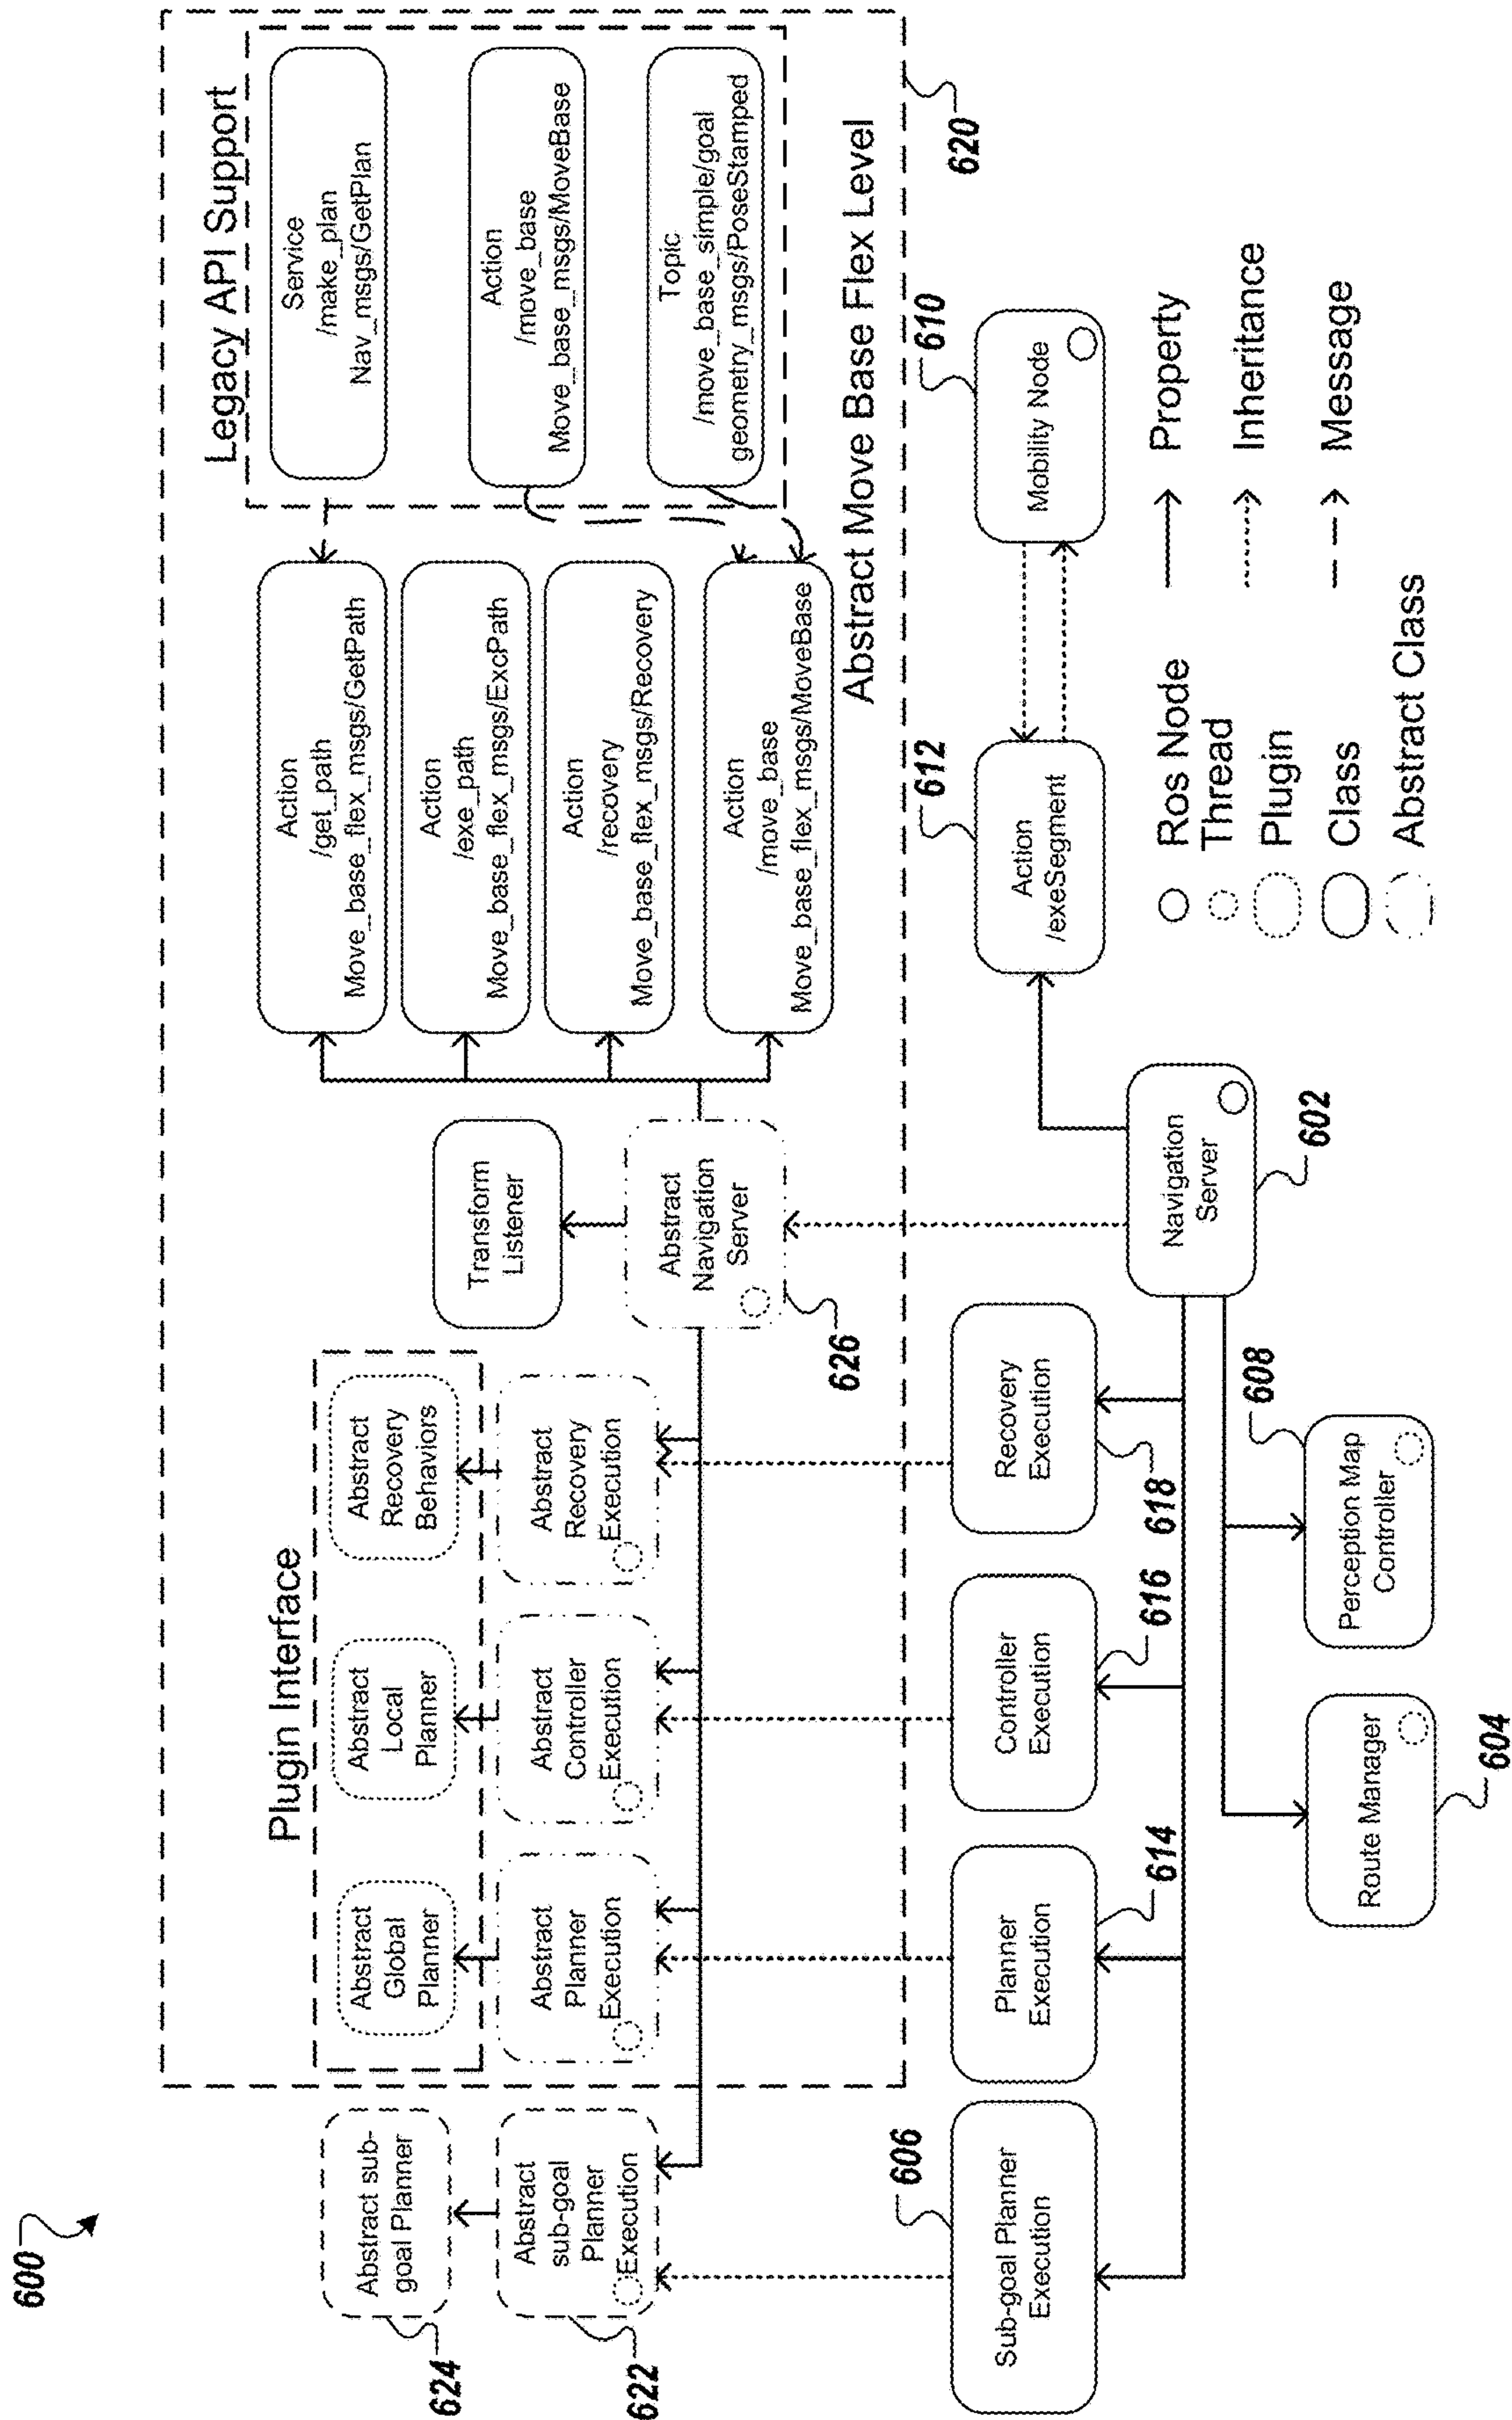 600
Plugin Interface
Legacy API Support
Abstract sub-
goal Planner
624
Abstract
Global
Planner
Abstract
Local
Planner
Abstract
Recovery
Behaviors
Transform
Listener
Action
/get_path
Move_base_flex_msgs/GetPath
Service
/make_plan
Nav_msgs/GetPlan
Action
/exe_path
Move_base_flex_msgs/ExcPath
Action
/move_base
Move_base_msgs/MoveBase
Abstract
sub-goal
Planner
Execution
622
Abstract
Planner
Execution
Abstract
Controller
Execution
Abstract
Recovery
Execution
Abstract
Navigation
Server
626
Action
/recovery
Move_base_flex_msgs/Recovery
Action
/move_base
Move_base_flex_msgs/MoveBase
Topic
/move_base_simple/goal
geometry_msgs/PoseStamped
Abstract Move Base Flex Level
620
606
Sub-goal Planner
Execution
Planner
Execution
614
Controller
Execution
616
Recovery
Execution
618
Navigation
Server
602
612
Action
/exeSegment
610
Mobility Node
Route Manager
604
608
Perception Map
Controller
Ros Node
Property
Thread
Plugin
Inheritance
Class
Message
Abstract Class